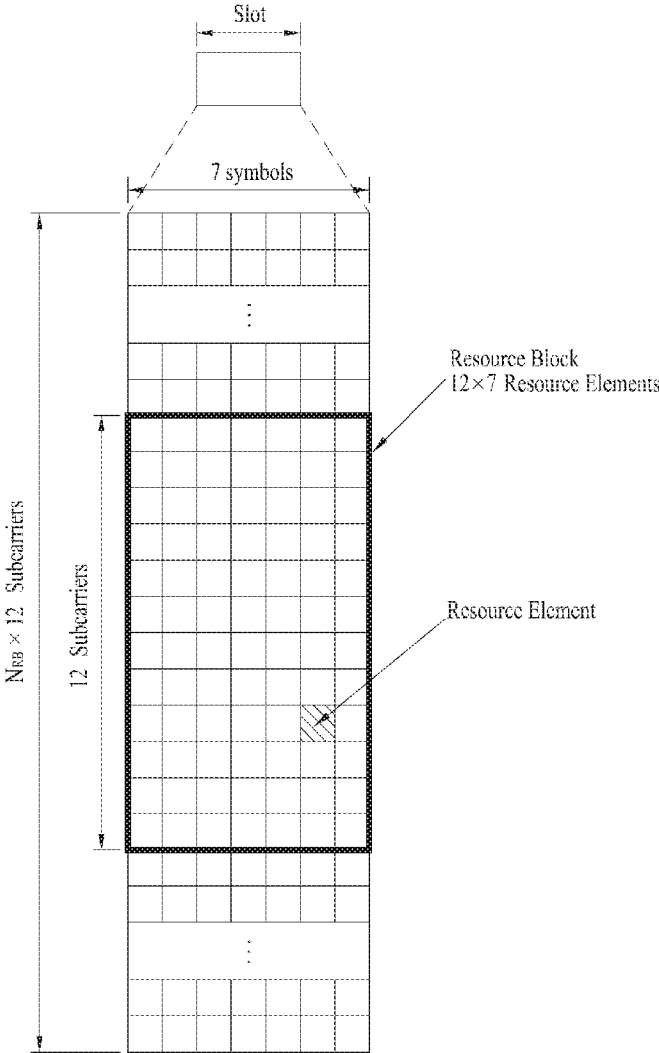 Slot
7 symbols
Resource Block
12×7 Resource Elements
NRB × 12 Subcarriers
12 Subcarriers
Resource Element